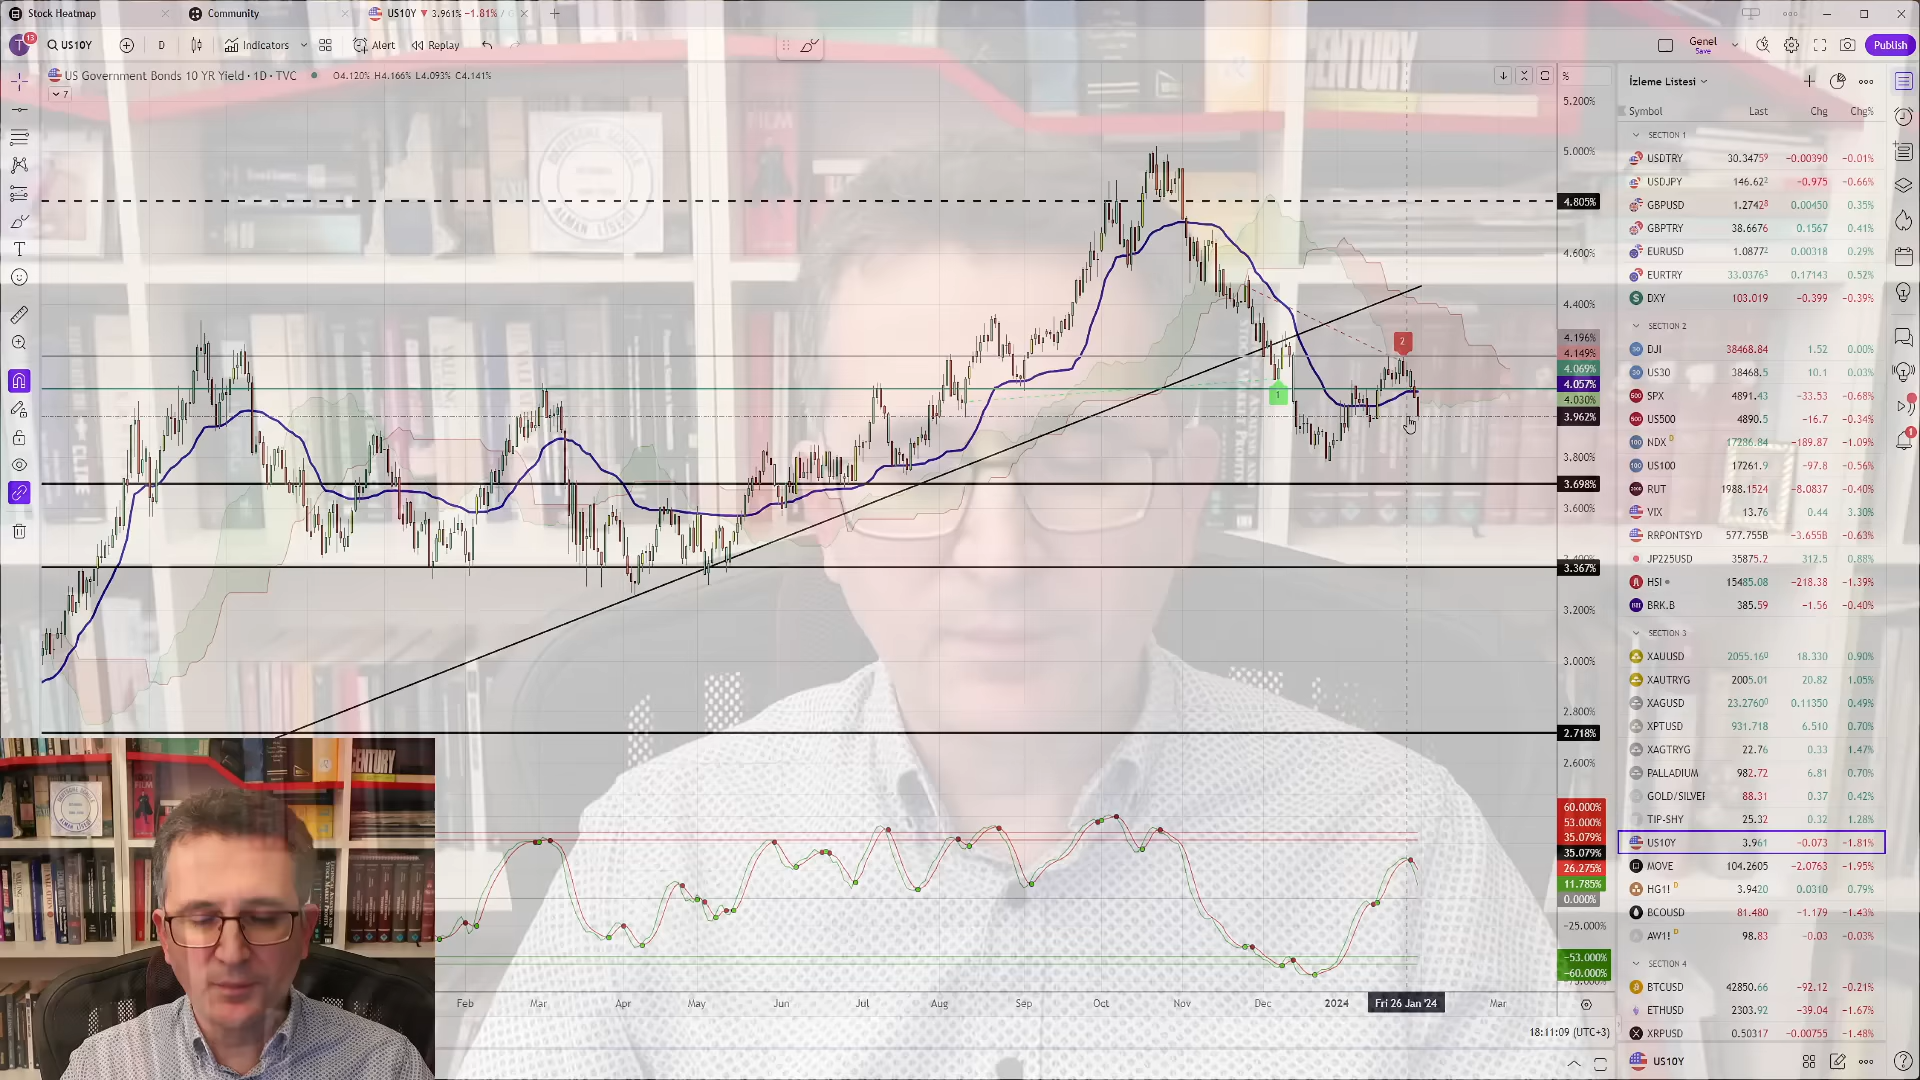 Stock Heatmap
Community
US10Y ▼ 3.961% −1.81% /
T 13 US10Y D Indicators Alert Replay Genel Save Publish
US Government Bonds 10 YR Yield · 1D · TVC O4.120% H4.166% L4.093% C4.141%
7
%
5.200%
5.000%
4.805%
4.600%
4.400%
4.196%
4.149%
4.069%
4.057%
4.030%
3.962%
3.800%
3.698%
3.600%
3.367%
3.200%
3.000%
2.800%
2.718%
2.600%
60.000%
53.000%
35.079%
35.079%
26.275%
11.785%
0.000%
−25.000%
−53.000%
−60.000%
1
2
DEUTSCHE SCHULE
ALMAN LİSESİ
FILM
CENTURY
Feb Mar Apr May Jun Jul Aug Sep Oct Nov Dec 2024 Fri 26 Jan '24 Mar
18:11:09 (UTC+3)
İzleme Listesi
Symbol Last Chg Chg%
SECTION 1
USDTRY 30.3475⁹ −0.00390 −0.01%
USDJPY 146.62² −0.975 −0.66%
GBPUSD 1.2742⁸ 0.00450 0.35%
GBPTRY 38.6676 0.1567 0.41%
EURUSD 1.0877² 0.00318 0.29%
EURTRY 33.0376³ 0.17143 0.52%
DXY 103.019 −0.399 −0.39%
SECTION 2
DJI 38468.84 1.52 0.00%
US30 38468.5 10.1 0.03%
SPX 4891.43 −33.53 −0.68%
US500 4890.5 −16.7 −0.34%
NDX D 17286.84 −189.87 −1.09%
US100 17261.9 −97.8 −0.56%
RUT 1988.1524 −8.0837 −0.40%
VIX 13.76 0.44 3.30%
RRPONTSYD 577.755B −3.655B −0.63%
JP225USD 35875.2 312.5 0.88%
HSI 15485.08 −218.38 −1.39%
BRK.B 385.59 −1.56 −0.40%
SECTION 3
XAUUSD 2055.16⁰ 18.330 0.90%
XAUTRYG 2005.01 20.82 1.05%
XAGUSD 23.2760⁰ 0.11350 0.49%
XPTUSD 931.718 6.510 0.70%
XAGTRYG 22.76 0.33 1.47%
PALLADIUM 982.72 6.81 0.70%
GOLD/SILVER 88.31 0.37 0.42%
TIP-SHY 25.32 0.32 1.28%
US10Y 3.961 −0.073 −1.81%
MOVE 104.2605 −2.0763 −1.95%
HG1! D 3.9420 0.0310 0.79%
BCOUSD 81.480 −1.179 −1.43%
AW1! D 98.83 −0.03 −0.03%
SECTION 4
BTCUSD 42850.66 −92.12 −0.21%
ETHUSD 2303.92 −39.04 −1.67%
XRPUSD 0.50317 −0.00755 −1.48%
US10Y